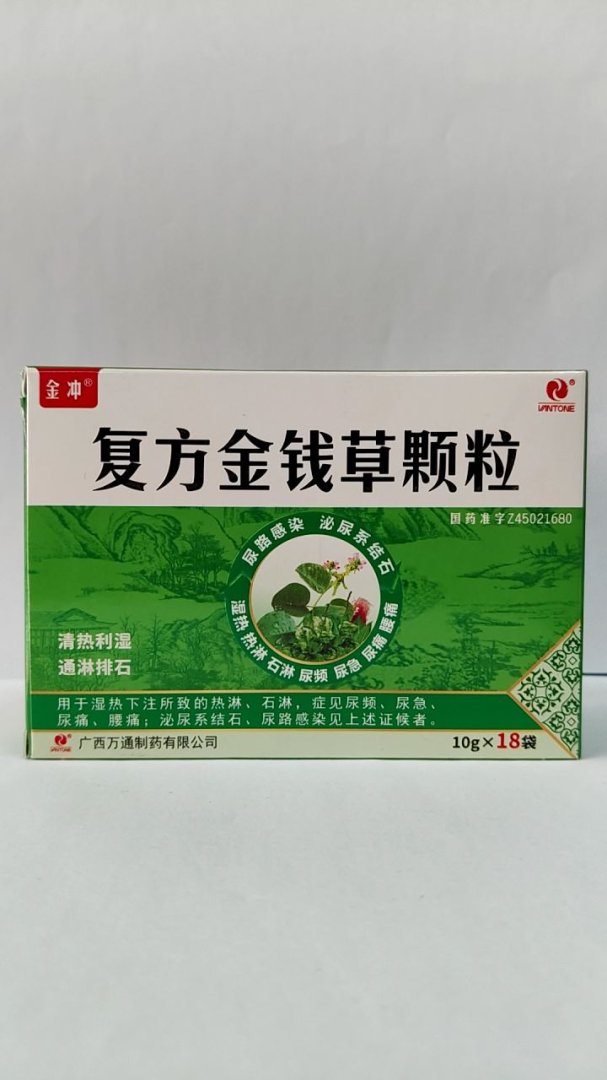 金冲®
®
VANTONE
复方金钱草颗粒
国药准字Z45021680
尿路感染 泌尿系结石
湿热 热淋 石淋 尿频 尿急 尿痛 腰痛
清热利湿
通淋排石
用于湿热下注所致的热淋、石淋，症见尿频、尿急、
尿痛、腰痛；泌尿系结石、尿路感染见上述证候者。
VANTONE 广西万通制药有限公司
10g×18袋